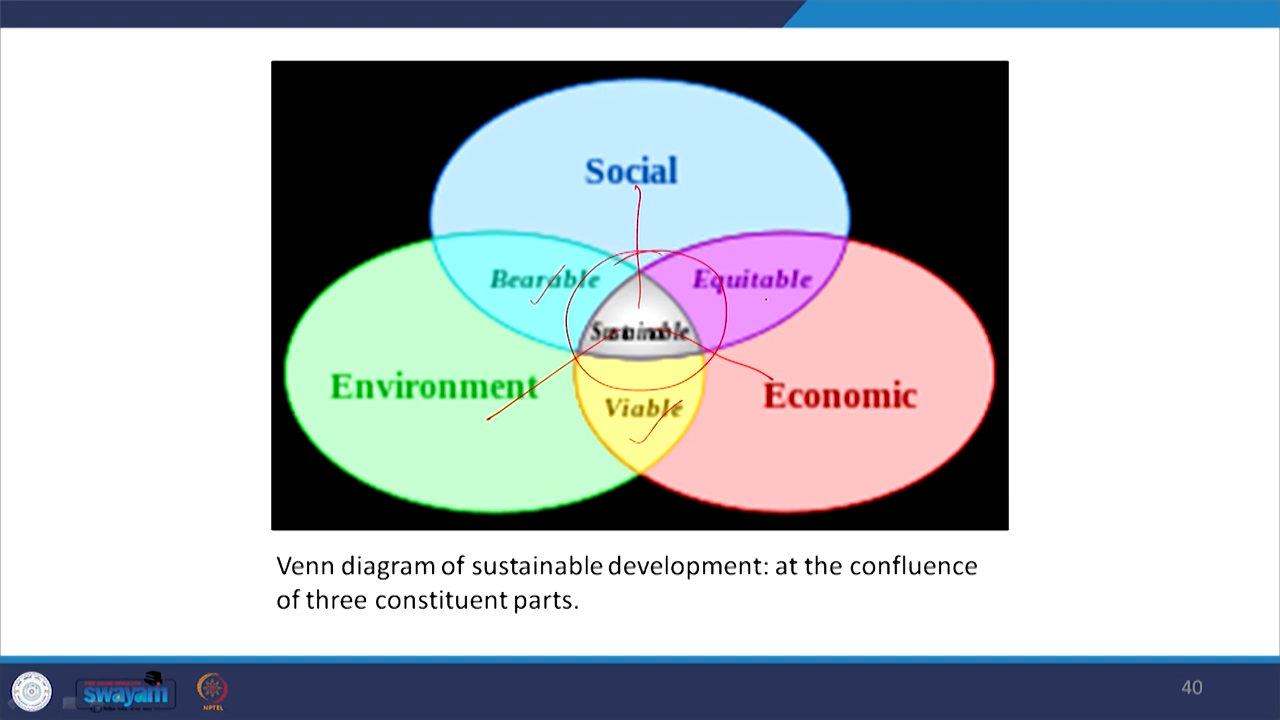 Social
Bearable
Equitable
Sustainable
Environment
Economic
Viable
Venn diagram of sustainable development: at the confluence
of three constituent parts.
swayam
NPTEL
40